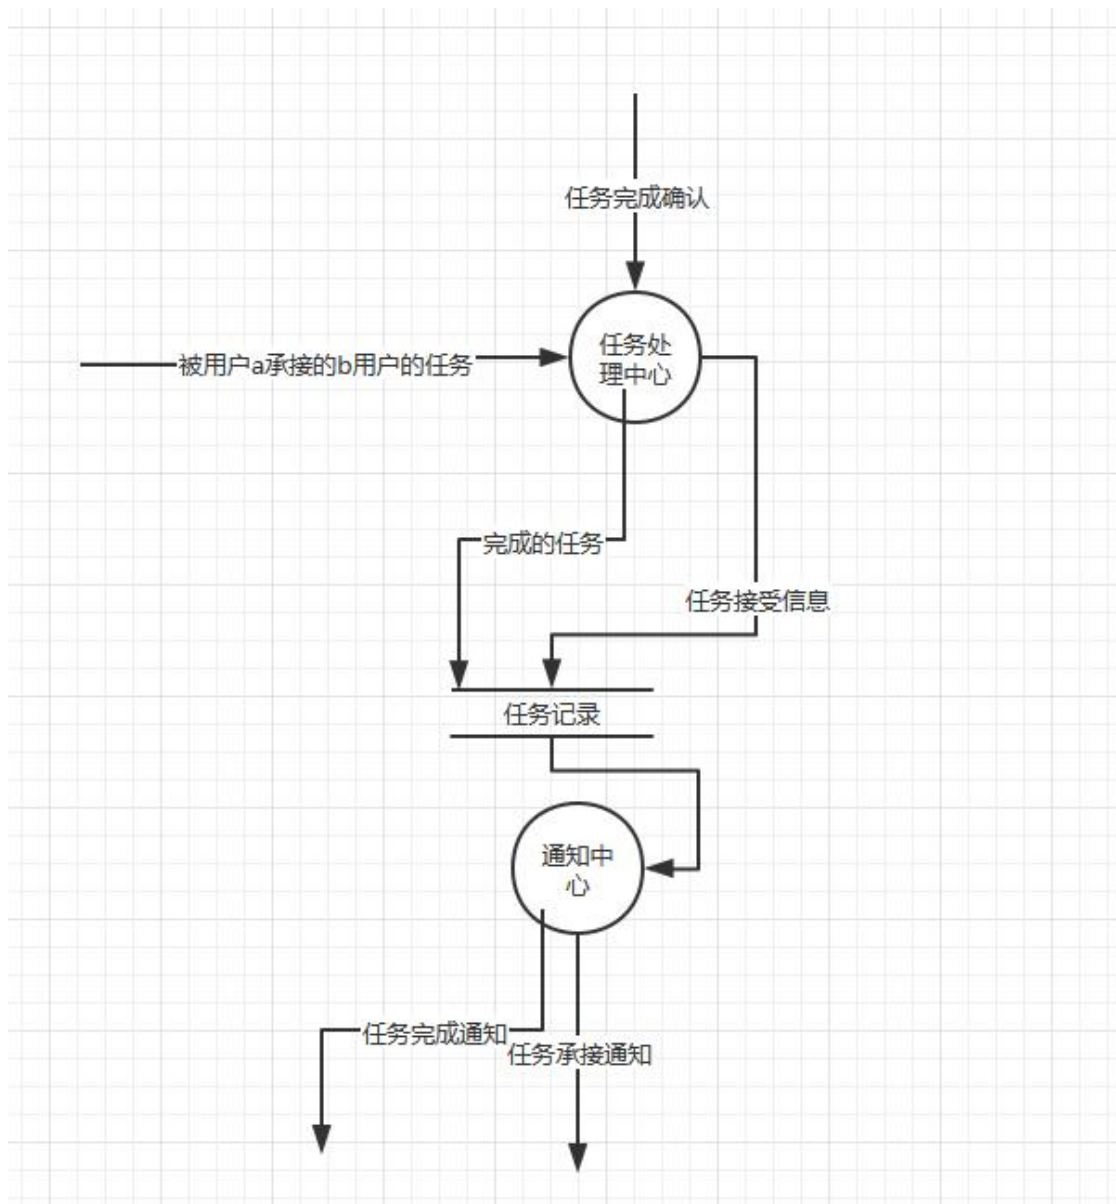 任务完成确认
任务处
理中心
被用户a承接的b用户的任务
完成的任务
任务接受信息
任务记录
通知中
心
任务完成通知
任务承接通知